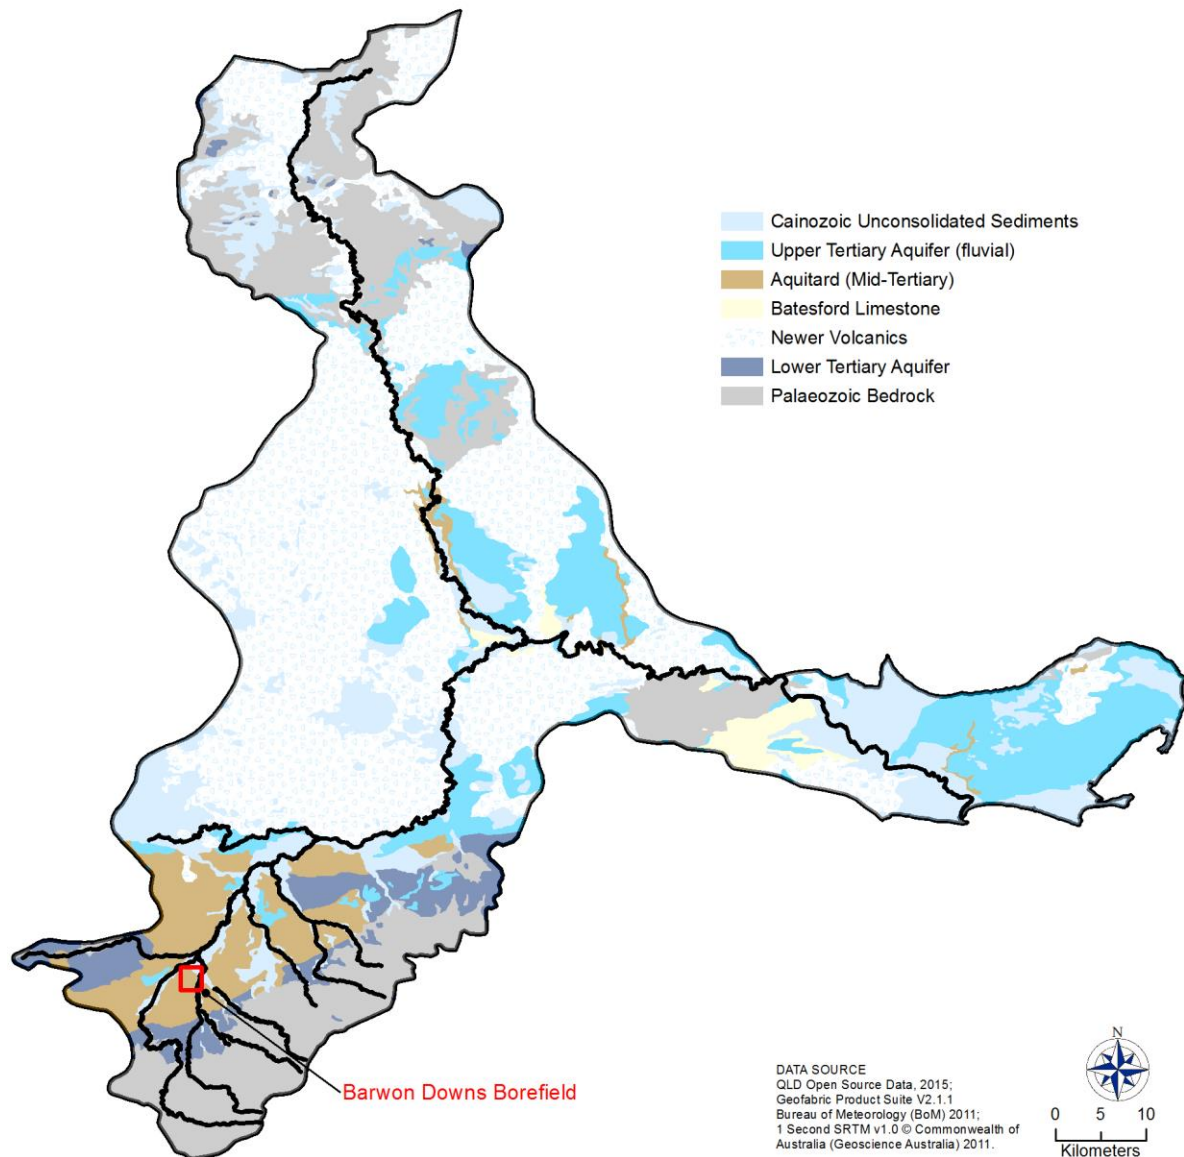 Cainozoic Unconsolidated Sediments
Upper Tertiary Aquifer (fluvial)
Aquitard (Mid-Tertiary)
Batesford Limestone
Newer Volcanics
Lower Tertiary Aquifer
Palaeozoic Bedrock
Barwon Downs Borefield
DATA SOURCE
QLD Open Source Data, 2015;
Geofabric Product Suite V2.1.1
Bureau of Meteorology (BoM) 2011;
1 Second SRTM v1.0 © Commonwealth of
Australia (Geoscience Australia) 2011.
N
0 5 10
Kilometers